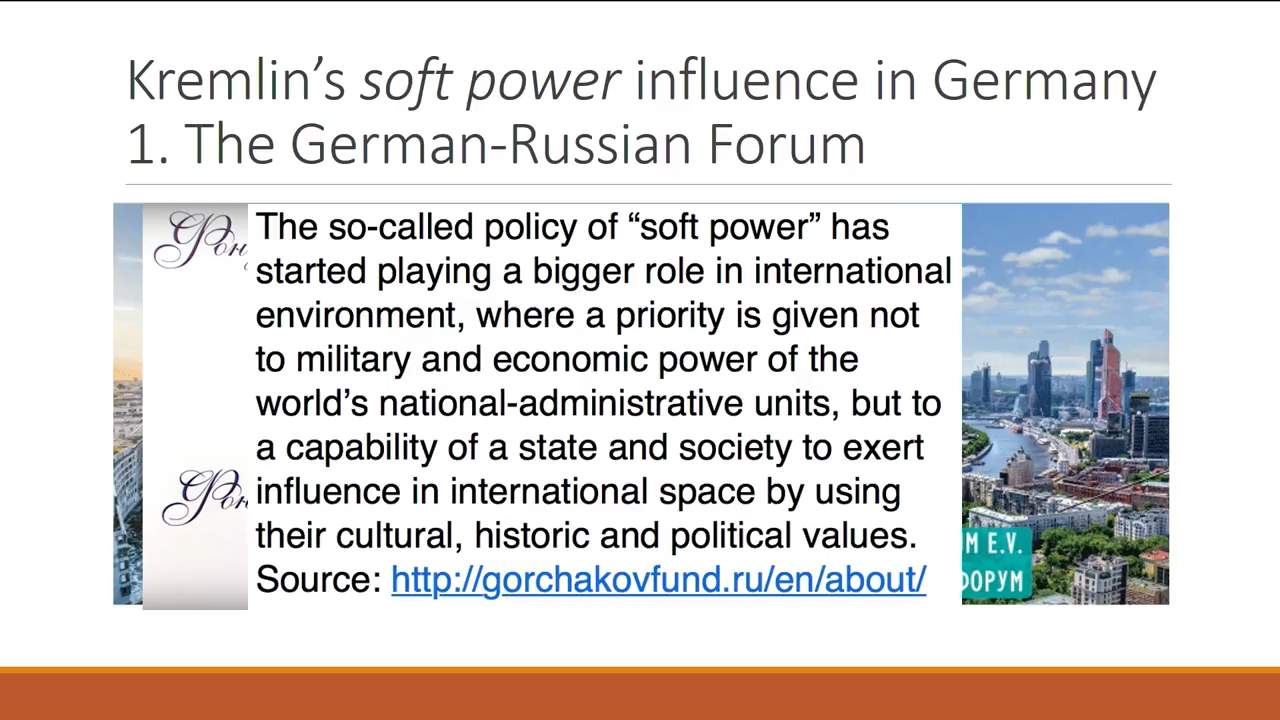 Kremlin’s soft power influence in Germany
1. The German-Russian Forum
The so-called policy of “soft power” has
started playing a bigger role in international
environment, where a priority is given not
to military and economic power of the
world’s national-administrative units, but to
a capability of a state and society to exert
influence in international space by using
their cultural, historic and political values.
Source: http://gorchakovfund.ru/en/about/
Фон
Фон
M E.V.
ФОРУМ